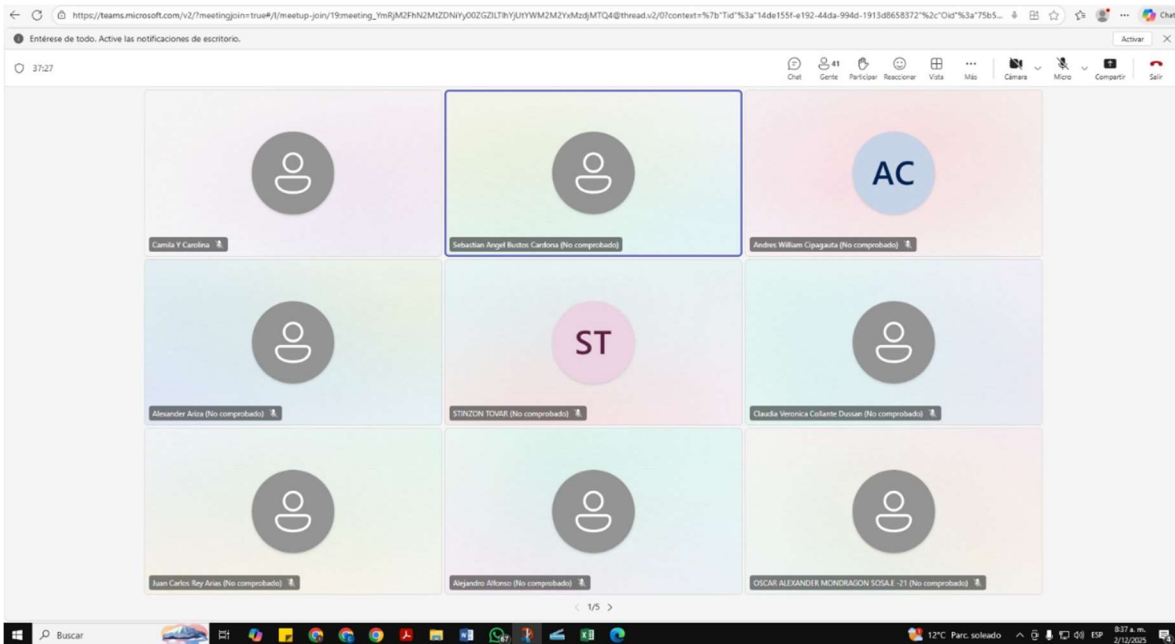 https://teams.microsoft.com/v2/?meetingjoin=true#/l/meetup-join/19:meeting_YmRjM2FhN2MtZDNiYy00ZGZlLTlhYjUtYWM2M2YxMzdjMTQ4@thread.v2/0?context=%7b"Tid"%3a"14de155f-e192-44da-994d-1913d8658372"%2c"Oid"%3a"75b5...
Chat
Entérese de todo. Active las notificaciones de escritorio.
Activar
37:27
41
Chat Gente Participar Reaccionar Vista Más Cámara Micro Compartir Salir
AC
Camila Y Carolina
Sebastian Angel Bustos Cardona (No comprobado)
Andres William Cipagauta (No comprobado)
ST
Alexander Ariza (No comprobado)
STINZON TOVAR (No comprobado)
Claudia Veronica Collante Dussan (No comprobado)
Juan Carlos Rey Arias (No comprobado)
Alejandro Alfonso (No comprobado)
OSCAR ALEXANDER MONDRAGON SOSA.E -21 (No comprobado)
1/5
Buscar
67
12°C Parc. soleado
ESP
8:37 a. m.
2/12/2025